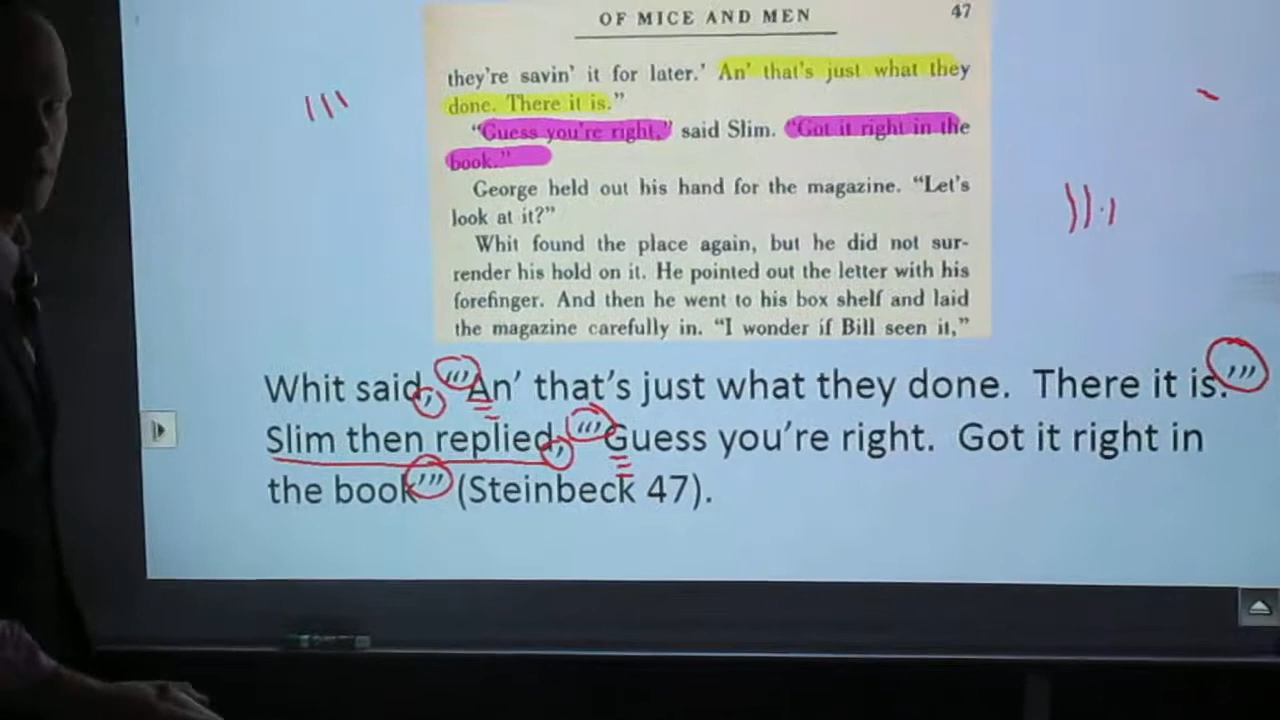 OF MICE AND MEN 47
they're savin' it for later.' An' that's just what they
done. There it is."
"Guess you're right," said Slim. "Got it right in the
book."
George held out his hand for the magazine. "Let's
look at it?"
Whit found the place again, but he did not sur-
render his hold on it. He pointed out the letter with his
forefinger. And then he went to his box shelf and laid
the magazine carefully in. "I wonder if Bill seen it,"
Whit said, "'An' that's just what they done. There it is.'"
Slim then replied, "'Guess you're right. Got it right in
the book'" (Steinbeck 47).